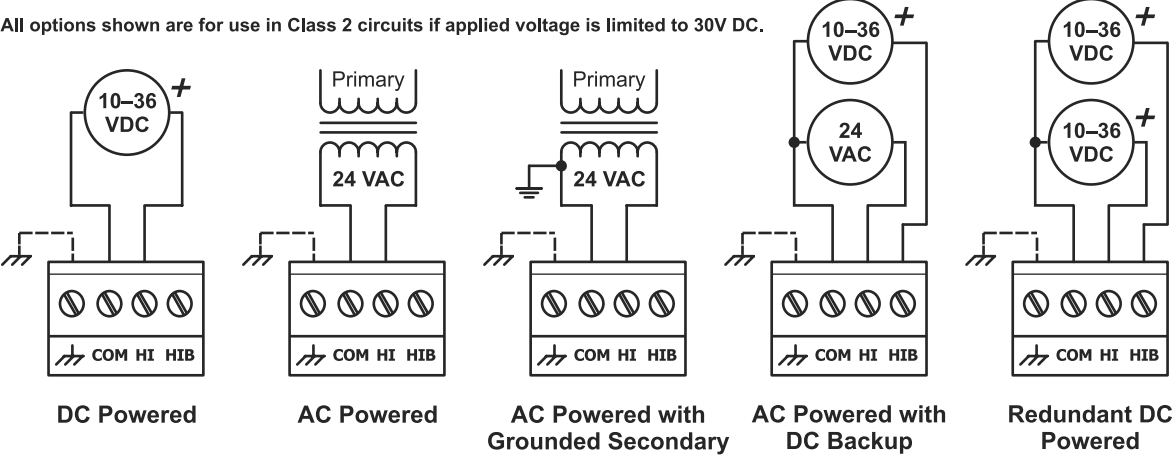 All options shown are for use in Class 2 circuits if applied voltage is limited to 30V DC.
10–36
VDC
+
COM HI HIB
DC Powered
Primary
24 VAC
COM HI HIB
AC Powered
Primary
24 VAC
COM HI HIB
AC Powered with
Grounded Secondary
10–36
VDC
+
24
VAC
COM HI HIB
AC Powered with
DC Backup
10–36
VDC
+
10–36
VDC
+
COM HI HIB
Redundant DC
Powered